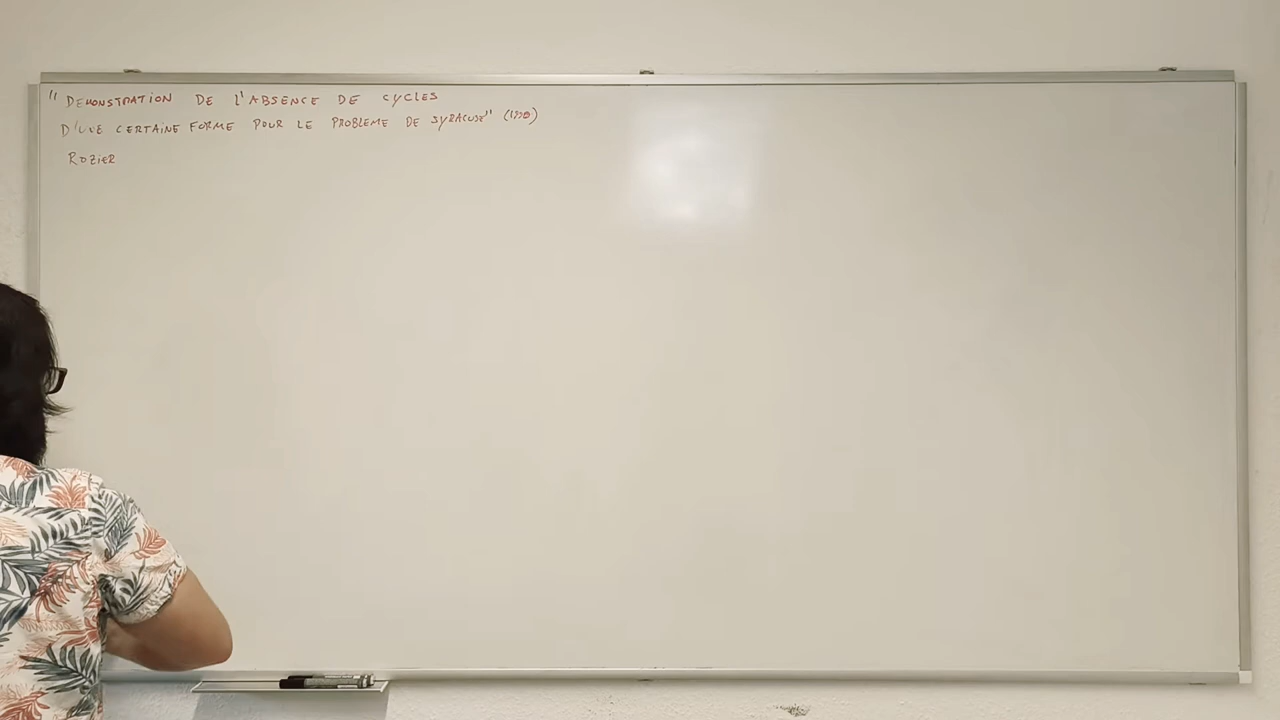 "DEMONSTRATION DE L'ABSENCE DE CYCLES
D'UNE CERTAINE FORME POUR LE PROBLEME DE SYRACUSE" (1990)
ROZIER